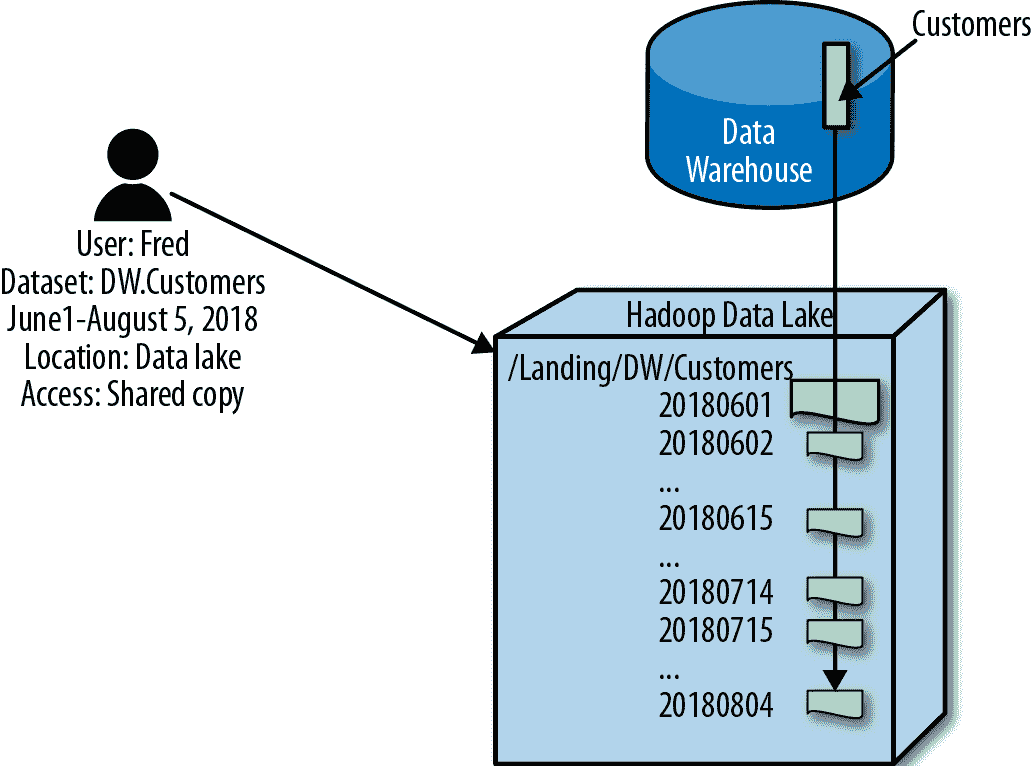 Customers
Data
Warehouse
User: Fred
Dataset: DW.Customers
June1-August 5, 2018
Location: Data lake
Access: Shared copy
Hadoop Data Lake
/Landing/DW/Customers
20180601
20180602
...
20180615
...
20180714
20180715
...
20180804